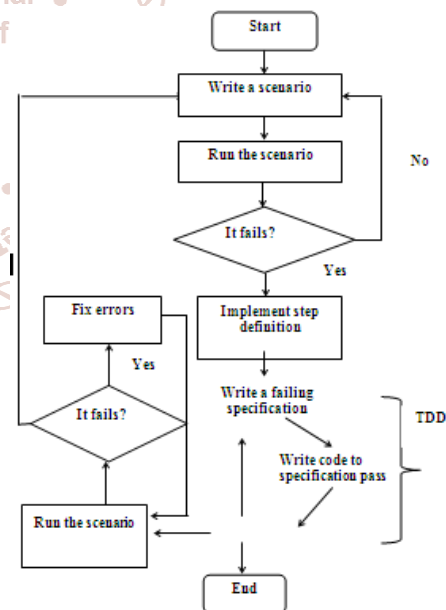 Start
Write a scenario
Run the scenario
No
It fails?
Yes
Fix errors
Implement step
definition
Yes
Write a failing
specification
It fails?
TDD
Write code to
specification pass
Run the scenario
End